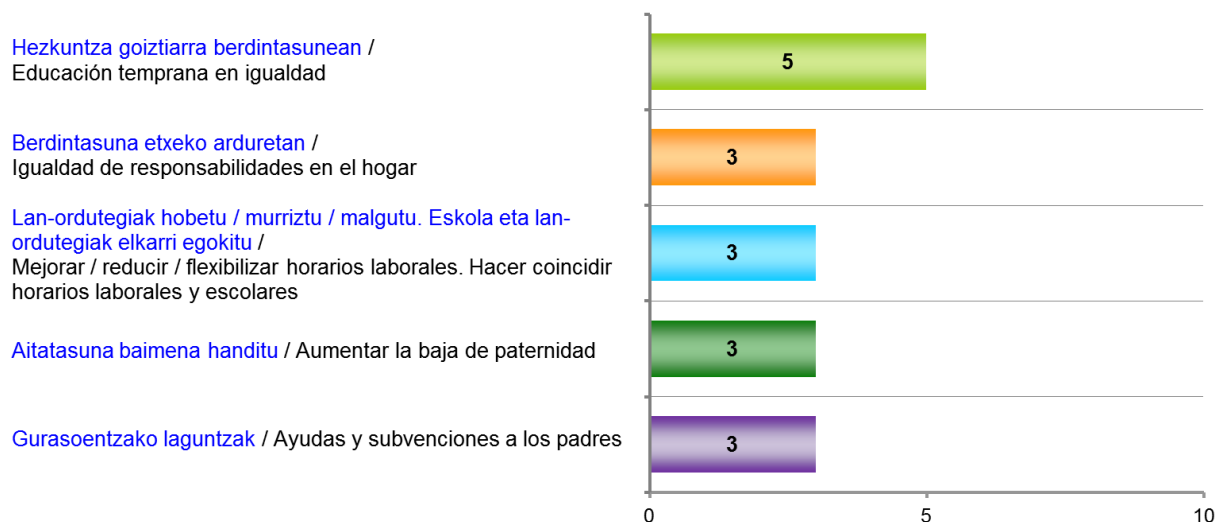 Hezkuntza goiztiarra berdintasunean /
Educación temprana en igualdad
5
Berdintasuna etxeko arduretan /
Igualdad de responsabilidades en el hogar
3
Lan-ordutegiak hobetu / murriztu / malgutu. Eskola eta lan-
ordutegiak elkarri egokitu /
Mejorar / reducir / flexibilizar horarios laborales. Hacer coincidir
horarios laborales y escolares
3
Aitatasuna baimena handitu / Aumentar la baja de paternidad
3
Gurasoentzako laguntzak / Ayudas y subvenciones a los padres
3
0 5 10